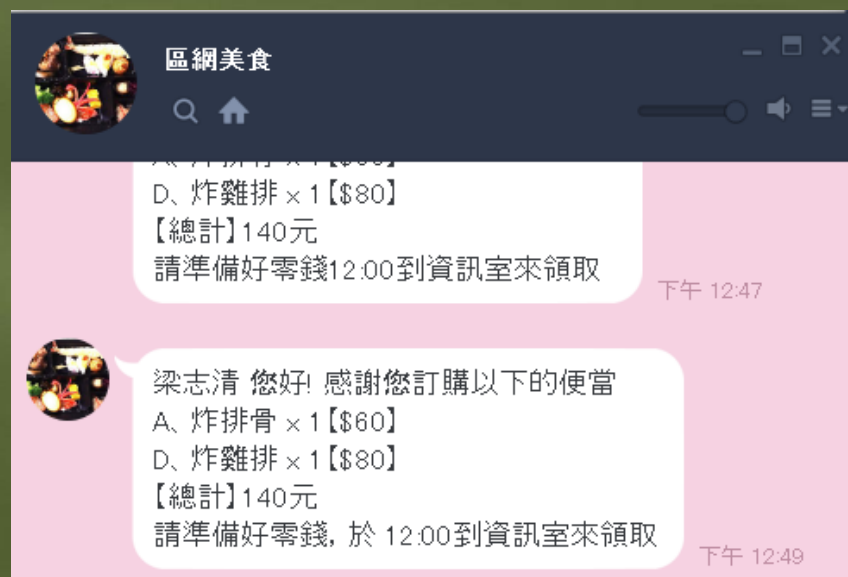 區網美食
D、炸雞排 × 1【$80】
【總計】140元
請準備好零錢12:00到資訊室來領取
下午 12:47
梁志清 您好! 感謝您訂購以下的便當
A、炸排骨 × 1【$60】
D、炸雞排 × 1【$80】
【總計】140元
請準備好零錢, 於 12:00到資訊室來領取
下午 12:49